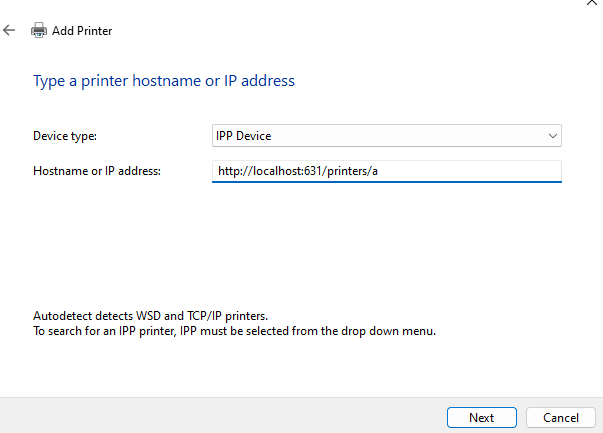 Add Printer
Type a printer hostname or IP address
Device type:
IPP Device
Hostname or IP address:
http://localhost:631/printers/a
Autodetect detects WSD and TCP/IP printers.
To search for an IPP printer, IPP must be selected from the drop down menu.
Next
Cancel